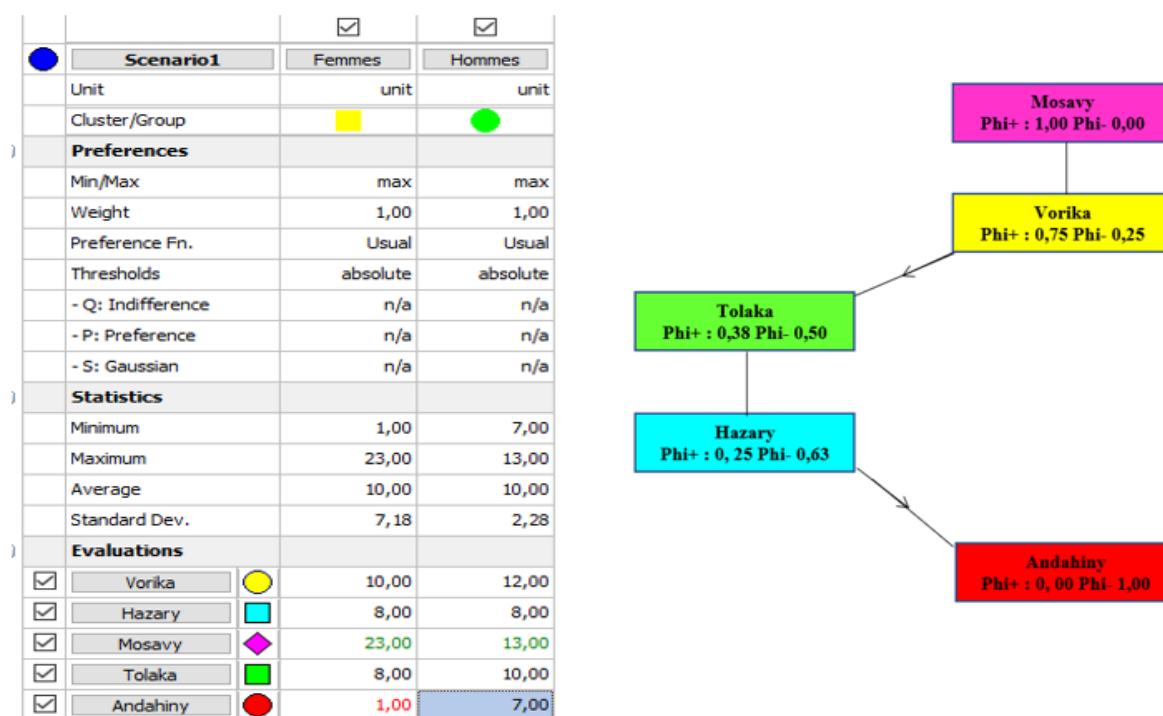 Scenario1 Femmes Hommes
Unit unit unit
Cluster/Group
Preferences
Min/Max max max
Weight 1,00 1,00
Preference Fn. Usual Usual
Thresholds absolute absolute
- Q: Indifference n/a n/a
- P: Preference n/a n/a
- S: Gaussian n/a n/a
Statistics
Minimum 1,00 7,00
Maximum 23,00 13,00
Average 10,00 10,00
Standard Dev. 7,18 2,28
Evaluations
Vorika 10,00 12,00
Hazary 8,00 8,00
Mosavy 23,00 13,00
Tolaka 8,00 10,00
Andahiny 1,00 7,00
Mosavy
Phi+ : 1,00 Phi- 0,00
Vorika
Phi+ : 0,75 Phi- 0,25
Tolaka
Phi+ : 0,38 Phi- 0,50
Hazary
Phi+ : 0, 25 Phi- 0,63
Andahiny
Phi+ : 0, 00 Phi- 1,00